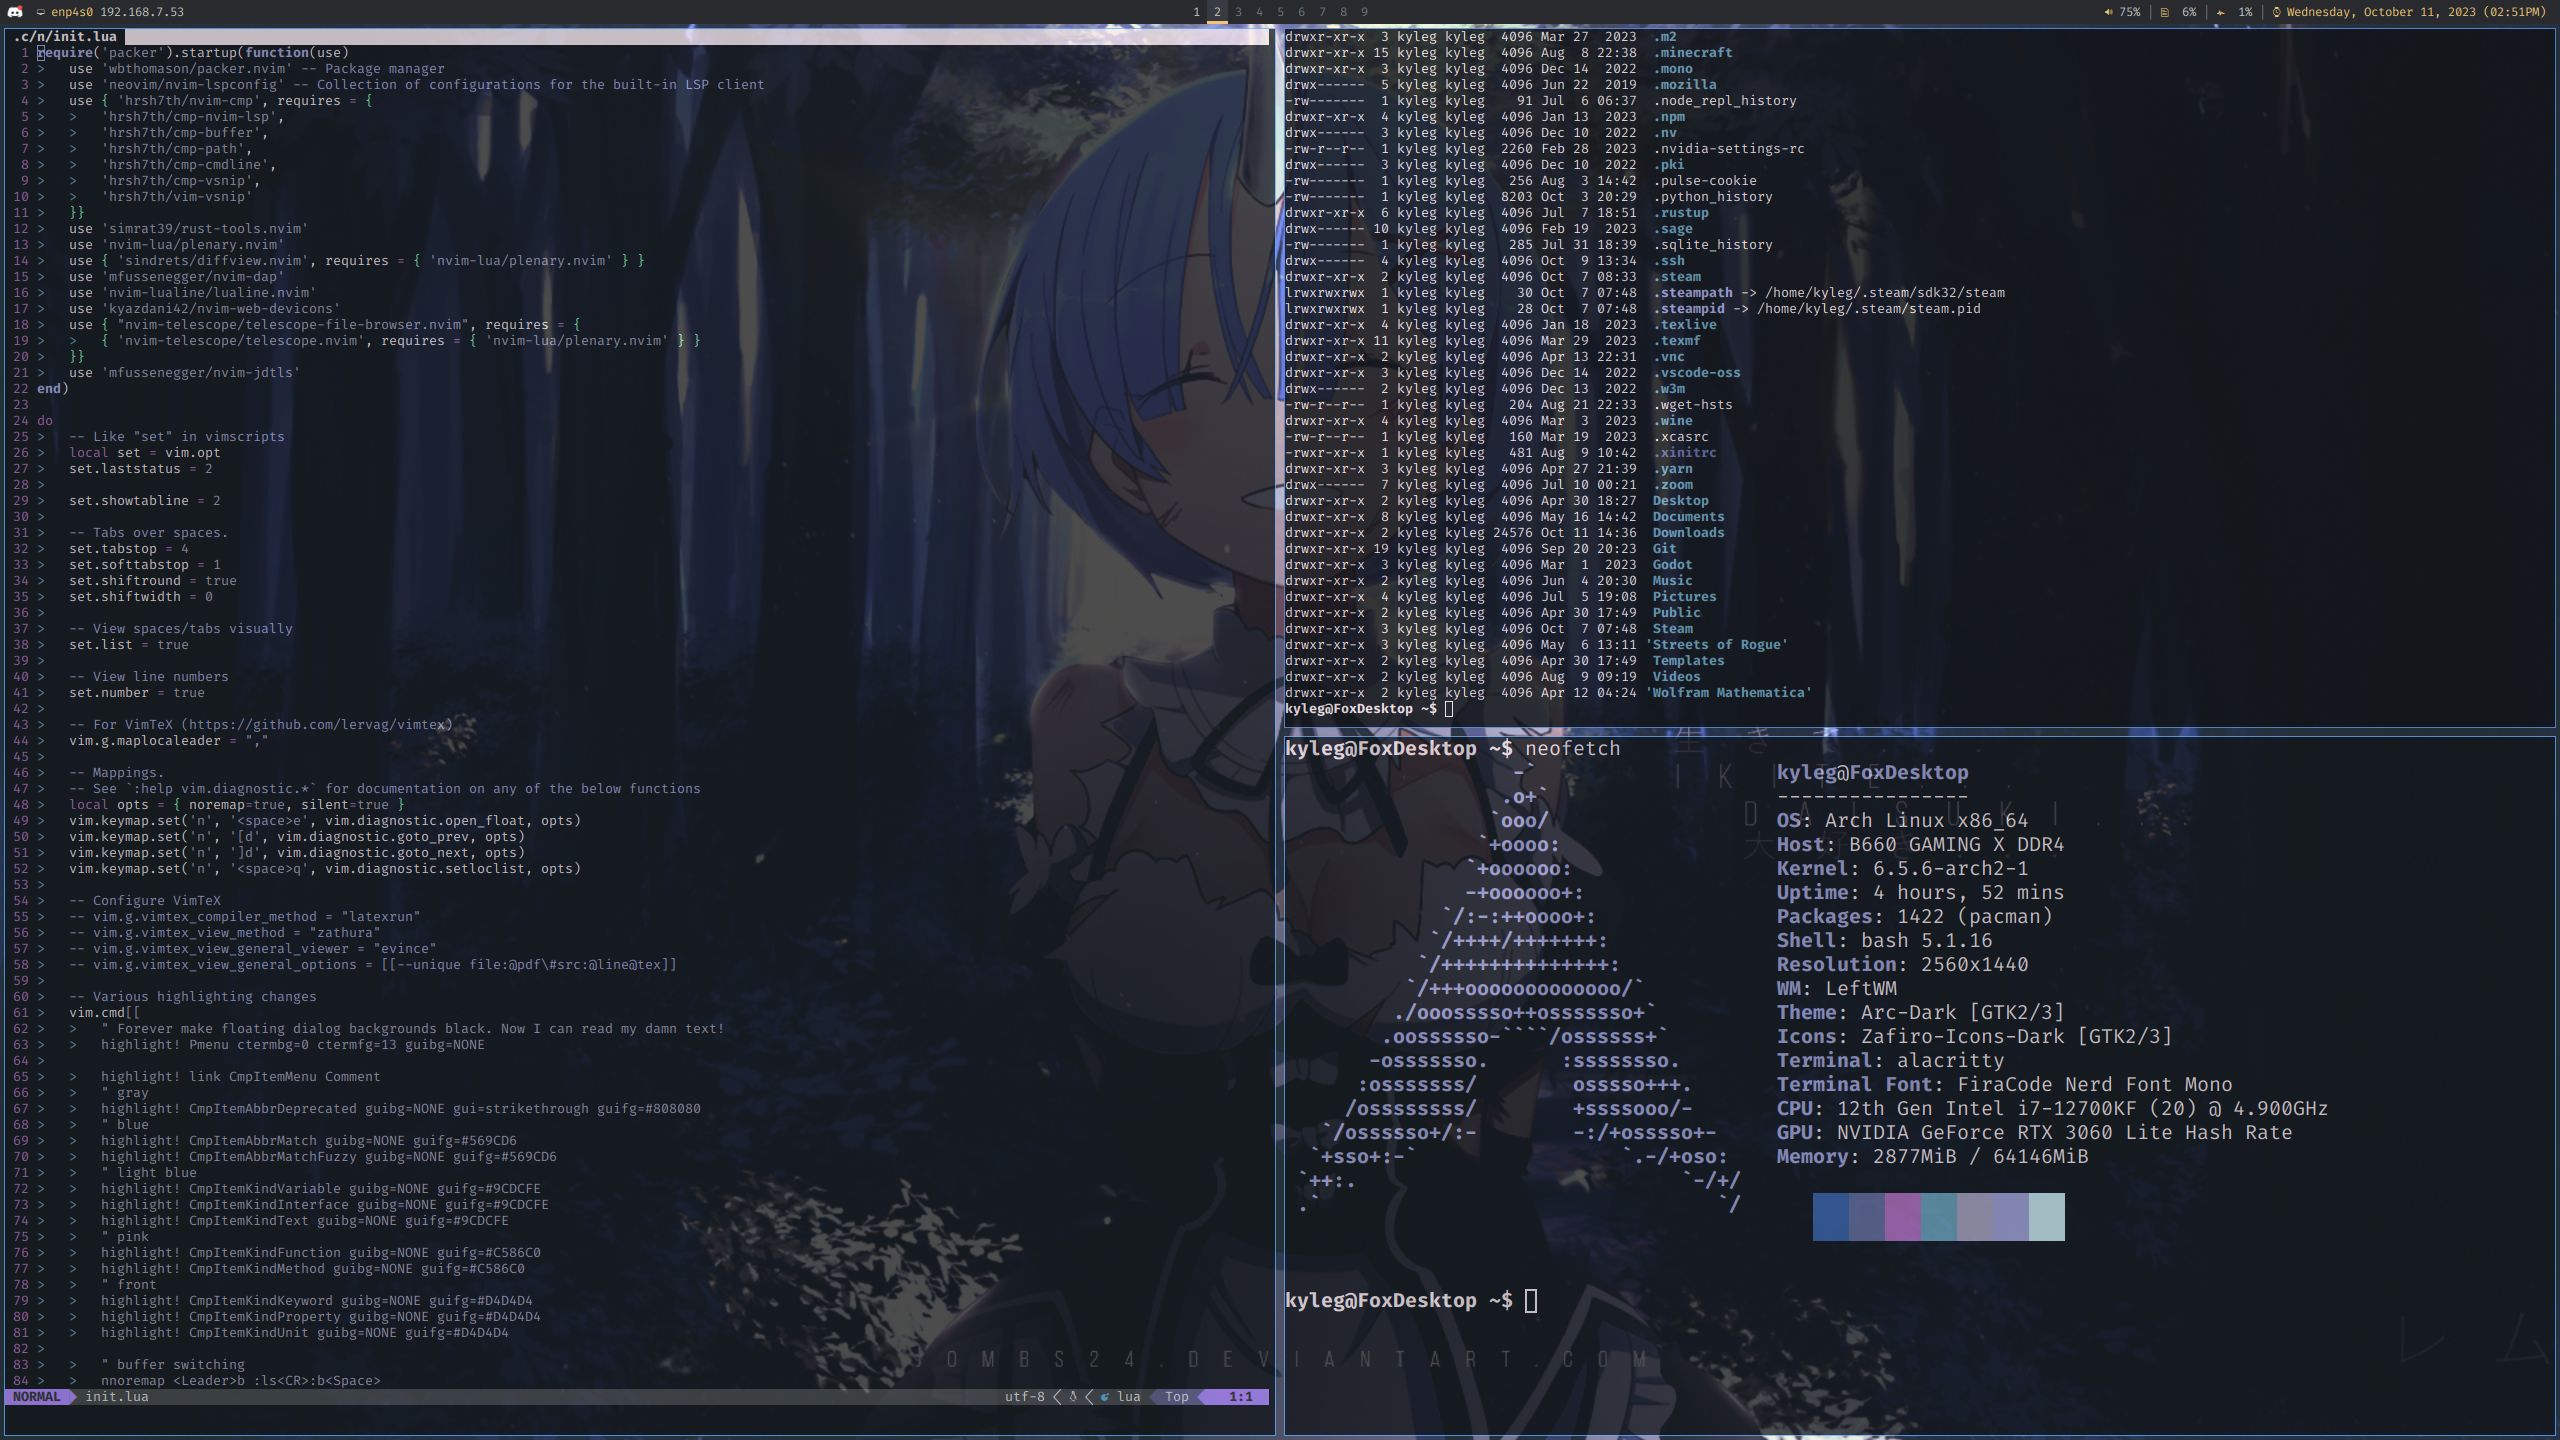 enp4s0 192.168.7.53
1 2 3 4 5 6 7 8 9
75% | 6% | 1% | Wednesday, October 11, 2023 (02:51PM)
.c/n/init.lua
1 require('packer').startup(function(use)
2 >   use 'wbthomason/packer.nvim' -- Package manager
3 >   use 'neovim/nvim-lspconfig' -- Collection of configurations for the built-in LSP client
4 >   use { 'hrsh7th/nvim-cmp', requires = {
5 >   >   'hrsh7th/cmp-nvim-lsp',
6 >   >   'hrsh7th/cmp-buffer',
7 >   >   'hrsh7th/cmp-path',
8 >   >   'hrsh7th/cmp-cmdline',
9 >   >   'hrsh7th/cmp-vsnip',
10 >   >   'hrsh7th/vim-vsnip'
11 >   }}
12 >   use 'simrat39/rust-tools.nvim'
13 >   use 'nvim-lua/plenary.nvim'
14 >   use { 'sindrets/diffview.nvim', requires = { 'nvim-lua/plenary.nvim' } }
15 >   use 'mfussenegger/nvim-dap'
16 >   use 'nvim-lualine/lualine.nvim'
17 >   use 'kyazdani42/nvim-web-devicons'
18 >   use { "nvim-telescope/telescope-file-browser.nvim", requires = {
19 >   >   { 'nvim-telescope/telescope.nvim', requires = { 'nvim-lua/plenary.nvim' } }
20 >   }}
21 >   use 'mfussenegger/nvim-jdtls'
22 end)
23
24 do
25 >   -- Like "set" in vimscripts
26 >   local set = vim.opt
27 >   set.laststatus = 2
28 >
29 >   set.showtabline = 2
30 >
31 >   -- Tabs over spaces.
32 >   set.tabstop = 4
33 >   set.softtabstop = 1
34 >   set.shiftround = true
35 >   set.shiftwidth = 0
36 >
37 >   -- View spaces/tabs visually
38 >   set.list = true
39 >
40 >   -- View line numbers
41 >   set.number = true
42 >
43 >   -- For VimTeX (https://github.com/lervag/vimtex)
44 >   vim.g.maplocaleader = ","
45 >
46 >   -- Mappings.
47 >   -- See `:help vim.diagnostic.*` for documentation on any of the below functions
48 >   local opts = { noremap=true, silent=true }
49 >   vim.keymap.set('n', '<space>e', vim.diagnostic.open_float, opts)
50 >   vim.keymap.set('n', '[d', vim.diagnostic.goto_prev, opts)
51 >   vim.keymap.set('n', ']d', vim.diagnostic.goto_next, opts)
52 >   vim.keymap.set('n', '<space>q', vim.diagnostic.setloclist, opts)
53 >
54 >   -- Configure VimTeX
55 >   -- vim.g.vimtex_compiler_method = "latexrun"
56 >   -- vim.g.vimtex_view_method = "zathura"
57 >   -- vim.g.vimtex_view_general_viewer = "evince"
58 >   -- vim.g.vimtex_view_general_options = [[--unique file:@pdf\#src:@line@tex]]
59 >
60 >   -- Various highlighting changes
61 >   vim.cmd[[
62 >   >   " Forever make floating dialog backgrounds black. Now I can read my damn text!
63 >   >   highlight! Pmenu ctermbg=0 ctermfg=13 guibg=NONE
64 >
65 >   >   highlight! link CmpItemMenu Comment
66 >   >   " gray
67 >   >   highlight! CmpItemAbbrDeprecated guibg=NONE gui=strikethrough guifg=#808080
68 >   >   " blue
69 >   >   highlight! CmpItemAbbrMatch guibg=NONE guifg=#569CD6
70 >   >   highlight! CmpItemAbbrMatchFuzzy guibg=NONE guifg=#569CD6
71 >   >   " light blue
72 >   >   highlight! CmpItemKindVariable guibg=NONE guifg=#9CDCFE
73 >   >   highlight! CmpItemKindInterface guibg=NONE guifg=#9CDCFE
74 >   >   highlight! CmpItemKindText guibg=NONE guifg=#9CDCFE
75 >   >   " pink
76 >   >   highlight! CmpItemKindFunction guibg=NONE guifg=#C586C0
77 >   >   highlight! CmpItemKindMethod guibg=NONE guifg=#C586C0
78 >   >   " front
79 >   >   highlight! CmpItemKindKeyword guibg=NONE guifg=#D4D4D4
80 >   >   highlight! CmpItemKindProperty guibg=NONE guifg=#D4D4D4
81 >   >   highlight! CmpItemKindUnit guibg=NONE guifg=#D4D4D4
82 >
83 >   >   " buffer switching
84 >   >   nnoremap <Leader>b :ls<CR>:b<Space>
NORMAL init.lua utf-8 lua Top 1:1
drwxr-xr-x  3 kyleg kyleg  4096 Mar 27  2023  .m2
drwxr-xr-x 15 kyleg kyleg  4096 Aug  8 22:38  .minecraft
drwxr-xr-x  3 kyleg kyleg  4096 Dec 14  2022  .mono
drwx------  5 kyleg kyleg  4096 Jun 22  2019  .mozilla
-rw-------  1 kyleg kyleg    91 Jul  6 06:37  .node_repl_history
drwxr-xr-x  4 kyleg kyleg  4096 Jan 13  2023  .npm
drwx------  3 kyleg kyleg  4096 Dec 10  2022  .nv
-rw-r--r--  1 kyleg kyleg  2260 Feb 28  2023  .nvidia-settings-rc
drwx------  3 kyleg kyleg  4096 Dec 10  2022  .pki
-rw-------  1 kyleg kyleg   256 Aug  3 14:42  .pulse-cookie
-rw-------  1 kyleg kyleg  8203 Oct  3 20:29  .python_history
drwxr-xr-x  6 kyleg kyleg  4096 Jul  7 18:51  .rustup
drwx------ 10 kyleg kyleg  4096 Feb 19  2023  .sage
-rw-------  1 kyleg kyleg   285 Jul 31 18:39  .sqlite_history
drwx------  4 kyleg kyleg  4096 Oct  9 13:34  .ssh
drwxr-xr-x  2 kyleg kyleg  4096 Oct  7 08:33  .steam
lrwxrwxrwx  1 kyleg kyleg    30 Oct  7 07:48  .steampath -> /home/kyleg/.steam/sdk32/steam
lrwxrwxrwx  1 kyleg kyleg    28 Oct  7 07:48  .steampid -> /home/kyleg/.steam/steam.pid
drwxr-xr-x  4 kyleg kyleg  4096 Jan 18  2023  .texlive
drwxr-xr-x 11 kyleg kyleg  4096 Mar 29  2023  .texmf
drwxr-xr-x  2 kyleg kyleg  4096 Apr 13 22:31  .vnc
drwxr-xr-x  3 kyleg kyleg  4096 Dec 14  2022  .vscode-oss
drwx------  2 kyleg kyleg  4096 Dec 13  2022  .w3m
-rw-r--r--  1 kyleg kyleg   204 Aug 21 22:33  .wget-hsts
drwxr-xr-x  4 kyleg kyleg  4096 Mar  3  2023  .wine
-rw-r--r--  1 kyleg kyleg   160 Mar 19  2023  .xcasrc
-rwxr-xr-x  1 kyleg kyleg   481 Aug  9 10:42  .xinitrc
drwxr-xr-x  3 kyleg kyleg  4096 Apr 27 21:39  .yarn
drwx------  7 kyleg kyleg  4096 Jul 10 00:21  .zoom
drwxr-xr-x  2 kyleg kyleg  4096 Apr 30 18:27  Desktop
drwxr-xr-x  8 kyleg kyleg  4096 May 16 14:42  Documents
drwxr-xr-x  2 kyleg kyleg 24576 Oct 11 14:36  Downloads
drwxr-xr-x 19 kyleg kyleg  4096 Sep 20 20:23  Git
drwxr-xr-x  3 kyleg kyleg  4096 Mar  1  2023  Godot
drwxr-xr-x  2 kyleg kyleg  4096 Jun  4 20:30  Music
drwxr-xr-x  4 kyleg kyleg  4096 Jul  5 19:08  Pictures
drwxr-xr-x  2 kyleg kyleg  4096 Apr 30 17:49  Public
drwxr-xr-x  3 kyleg kyleg  4096 Oct  7 07:48  Steam
drwxr-xr-x  3 kyleg kyleg  4096 May  6 13:11 'Streets of Rogue'
drwxr-xr-x  2 kyleg kyleg  4096 Apr 30 17:49  Templates
drwxr-xr-x  2 kyleg kyleg  4096 Aug  9 09:19  Videos
drwxr-xr-x  2 kyleg kyleg  4096 Apr 12 04:24 'Wolfram Mathematica'
kyleg@FoxDesktop ~$
kyleg@FoxDesktop ~$ neofetch
kyleg@FoxDesktop
----------------
OS: Arch Linux x86_64
Host: B660 GAMING X DDR4
Kernel: 6.5.6-arch2-1
Uptime: 4 hours, 52 mins
Packages: 1422 (pacman)
Shell: bash 5.1.16
Resolution: 2560x1440
WM: LeftWM
Theme: Arc-Dark [GTK2/3]
Icons: Zafiro-Icons-Dark [GTK2/3]
Terminal: alacritty
Terminal Font: FiraCode Nerd Font Mono
CPU: 12th Gen Intel i7-12700KF (20) @ 4.900GHz
GPU: NVIDIA GeForce RTX 3060 Lite Hash Rate
Memory: 2877MiB / 64146MiB
kyleg@FoxDesktop ~$
DAISUKI
レム